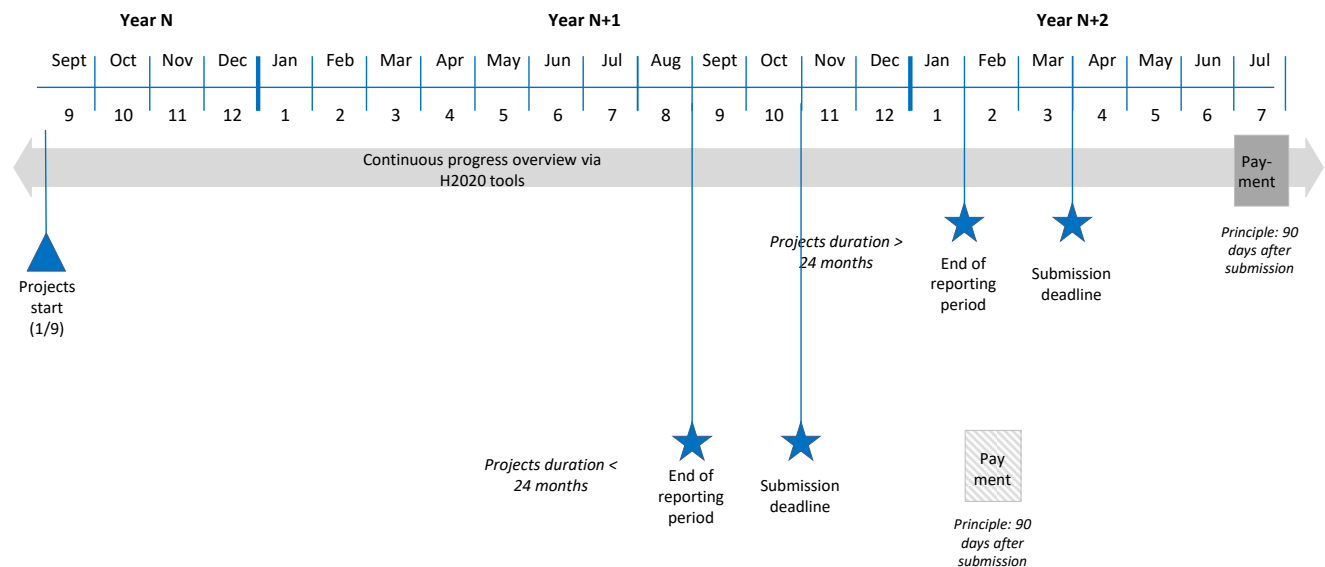 Year N Year N+1 Year N+2
Sept Oct Nov Dec Jan Feb Mar Apr May Jun Jul Aug Sept Oct Nov Dec Jan Feb Mar Apr May Jun Jul
9 10 11 12 1 2 3 4 5 6 7 8 9 10 11 12 1 2 3 4 5 6 7
Continuous progress overview via
H2020 tools
Pay-
ment
Projects duration >
24 months
End of
reporting
period
Submission
deadline
Principle: 90
days after
submission
Projects
start
(1/9)
Projects duration <
24 months
End of
reporting
period
Submission
deadline
Pay
ment
Principle: 90
days after
submission